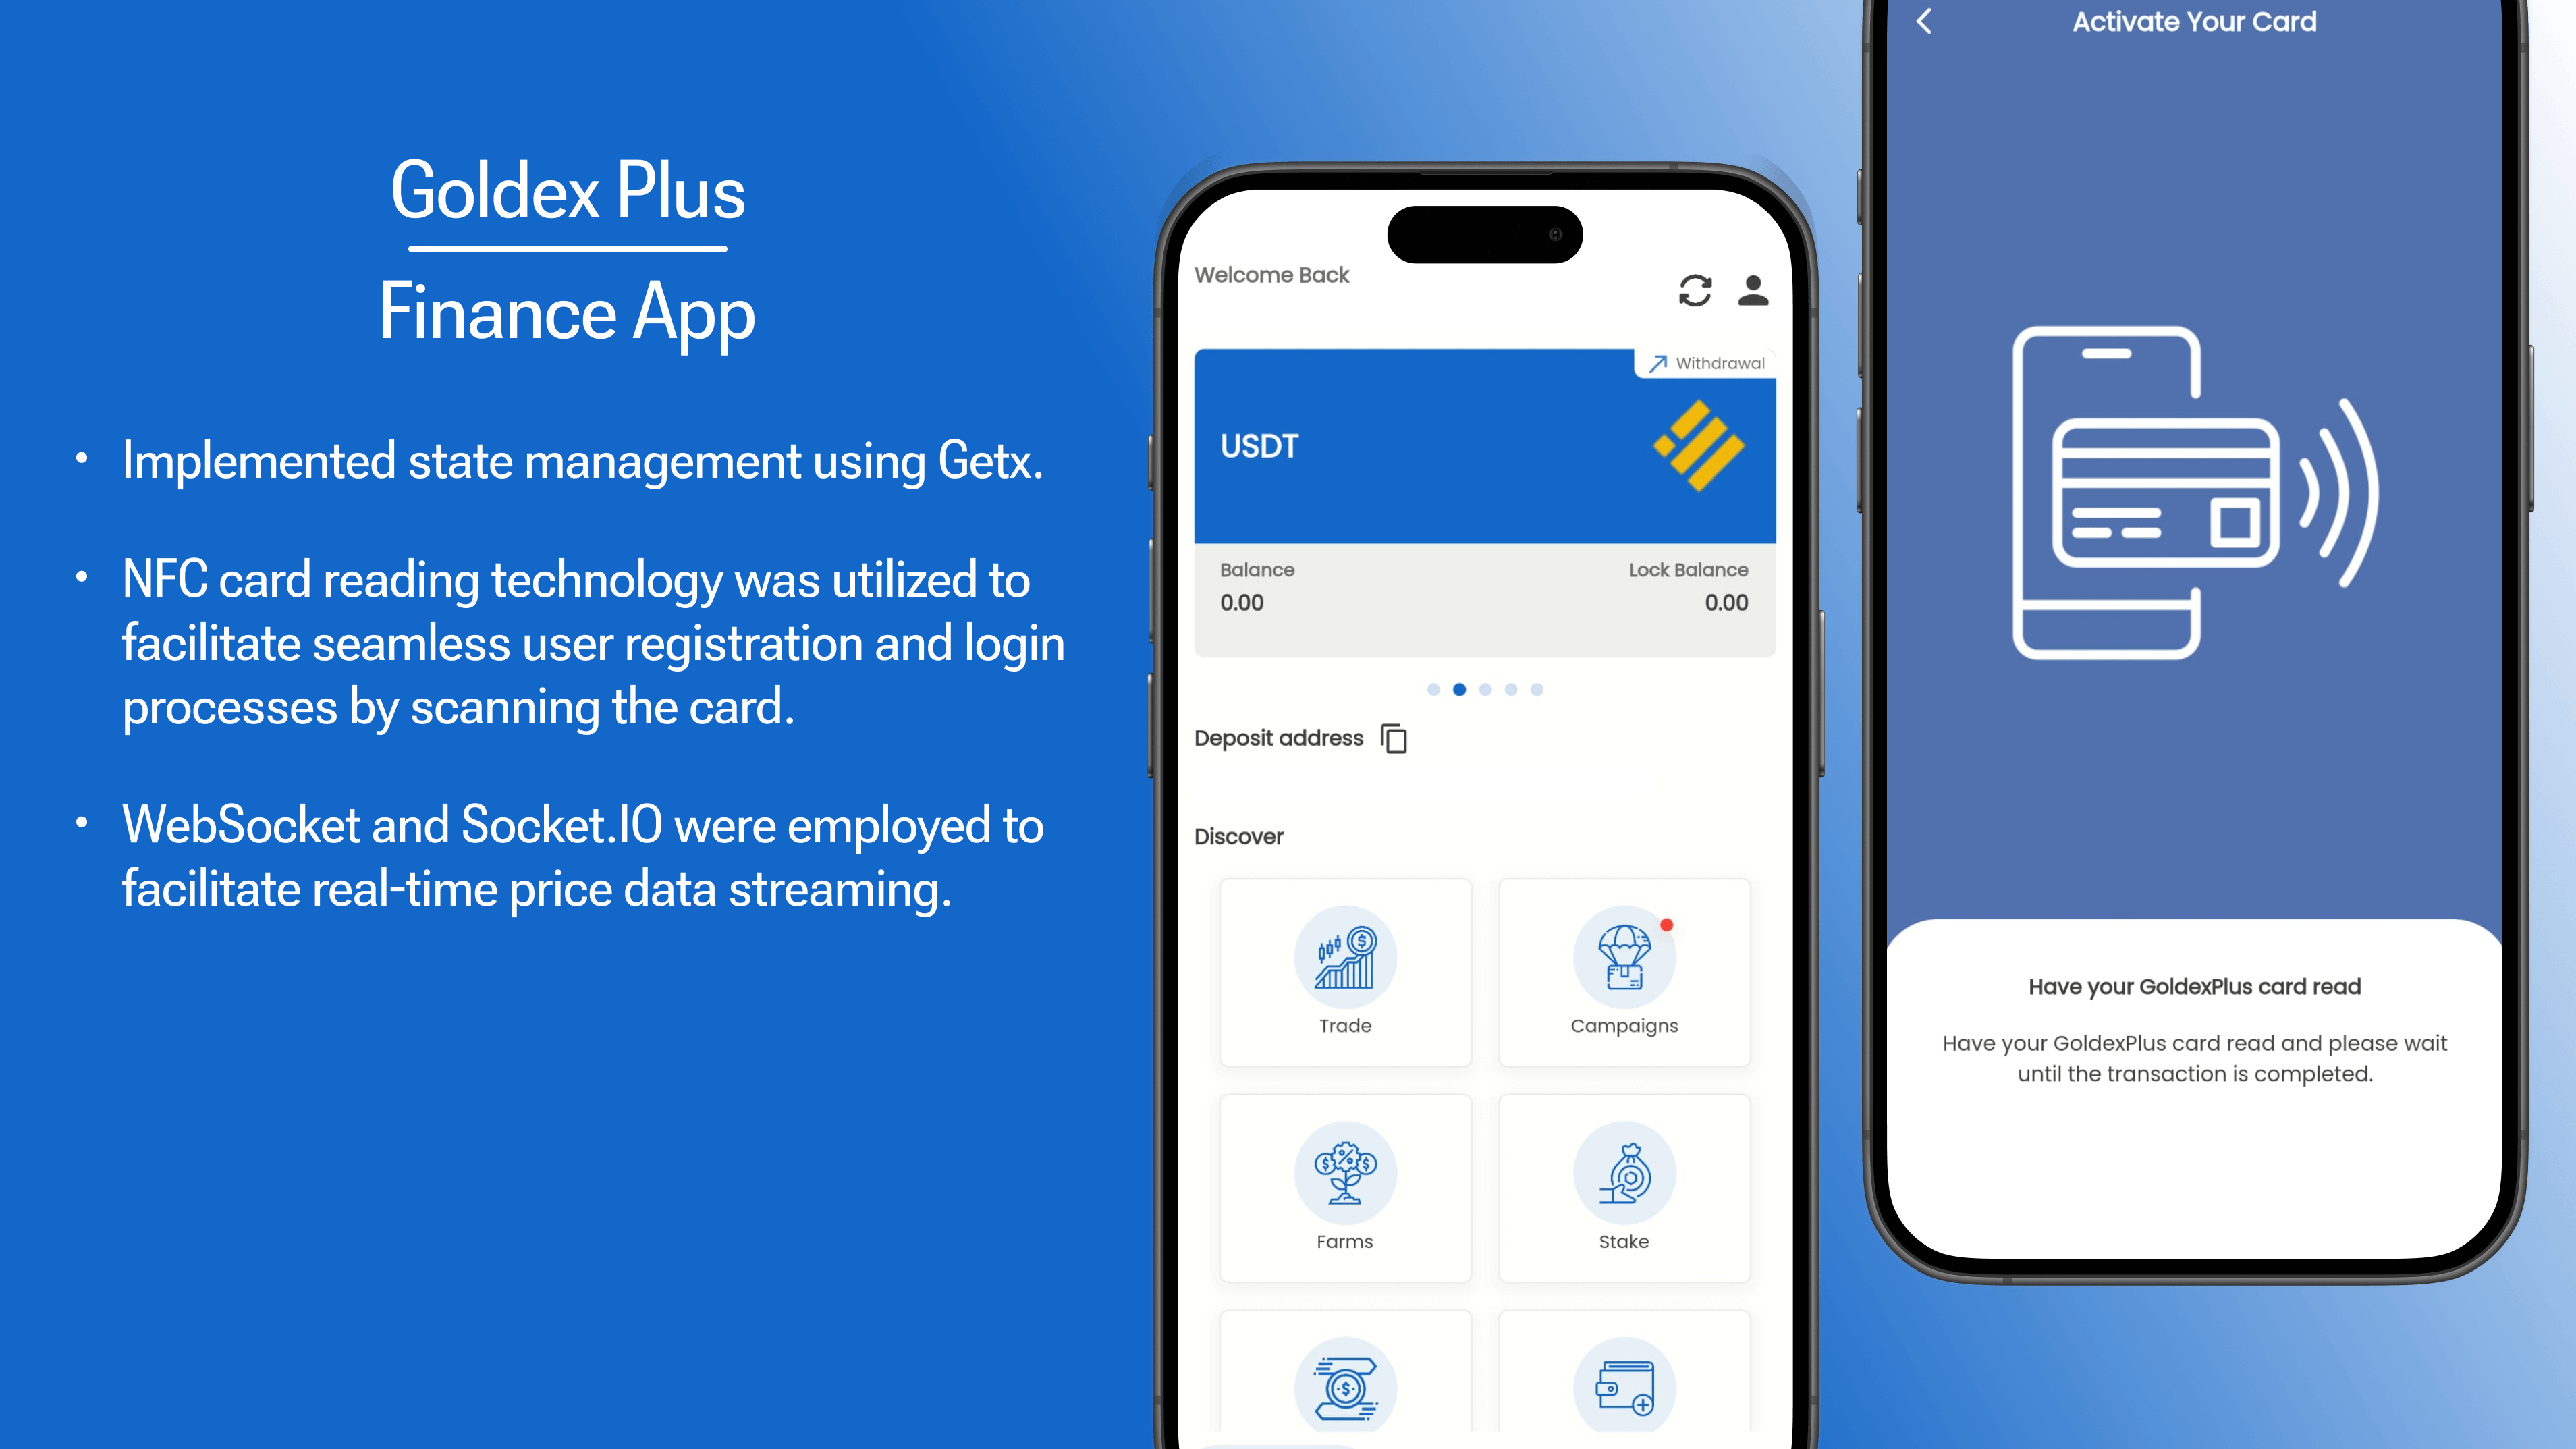 Goldex Plus
Finance App
• Implemented state management using Getx.
• NFC card reading technology was utilized to
facilitate seamless user registration and login
processes by scanning the card.
• WebSocket and Socket.IO were employed to
facilitate real-time price data streaming.
Welcome Back
Withdrawal
USDT
Balance
Lock Balance
0.00
0.00
Deposit address
Discover
Trade
Campaigns
Farms
Stake
Activate Your Card
Have your GoldexPlus card read
Have your GoldexPlus card read and please wait
until the transaction is completed.